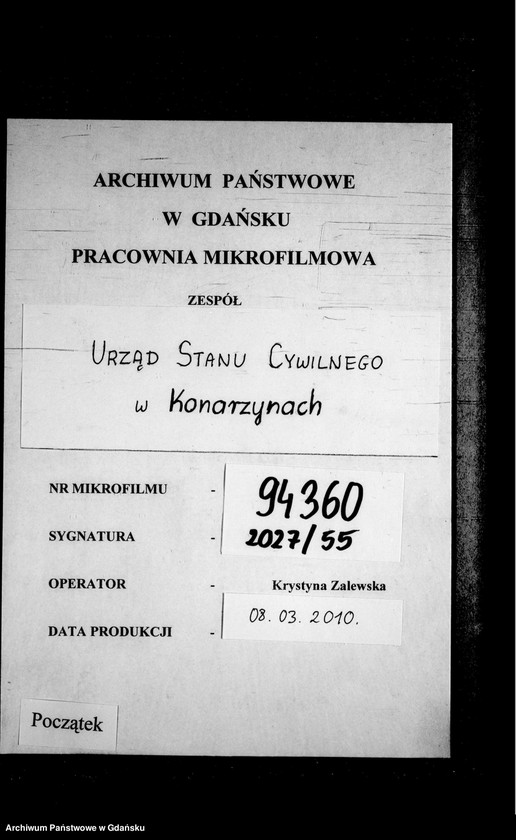 ARCHIWUM PAŃSTWOWE
W GDAŃSKU
PRACOWNIA MIKROFILMOWA
ZESPÓŁ
URZĄD STANU CYWILNEGO
w Konarzynach
NR MIKROFILMU - 94360
SYGNATURA - 2027/55
OPERATOR - Krystyna Zalewska
DATA PRODUKCJI - 08. 03. 2010.
Początek
Archiwum Państwowe w Gdańsku